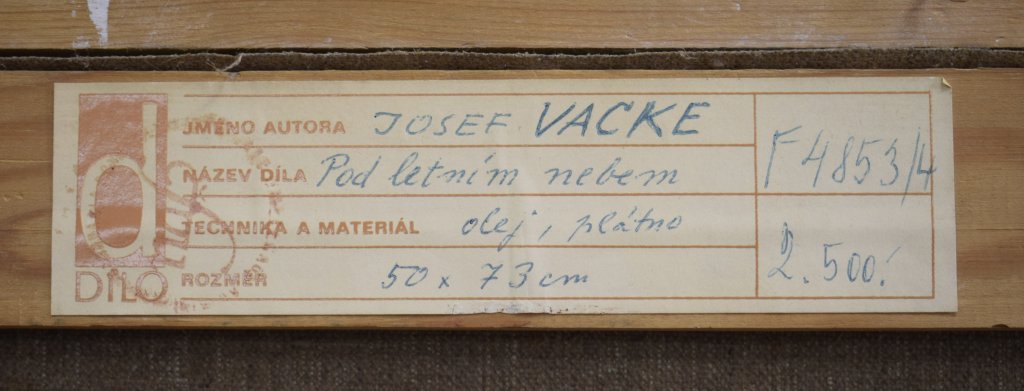 JMÉNO AUTORA JOSEF VACKE
NÁZEV DÍLA Pod letním nebem
F 4853/4
TECHNIKA A MATERIÁL olej, plátno
ROZMĚR 50 x 73 cm
2.500.-
d
DÍLO